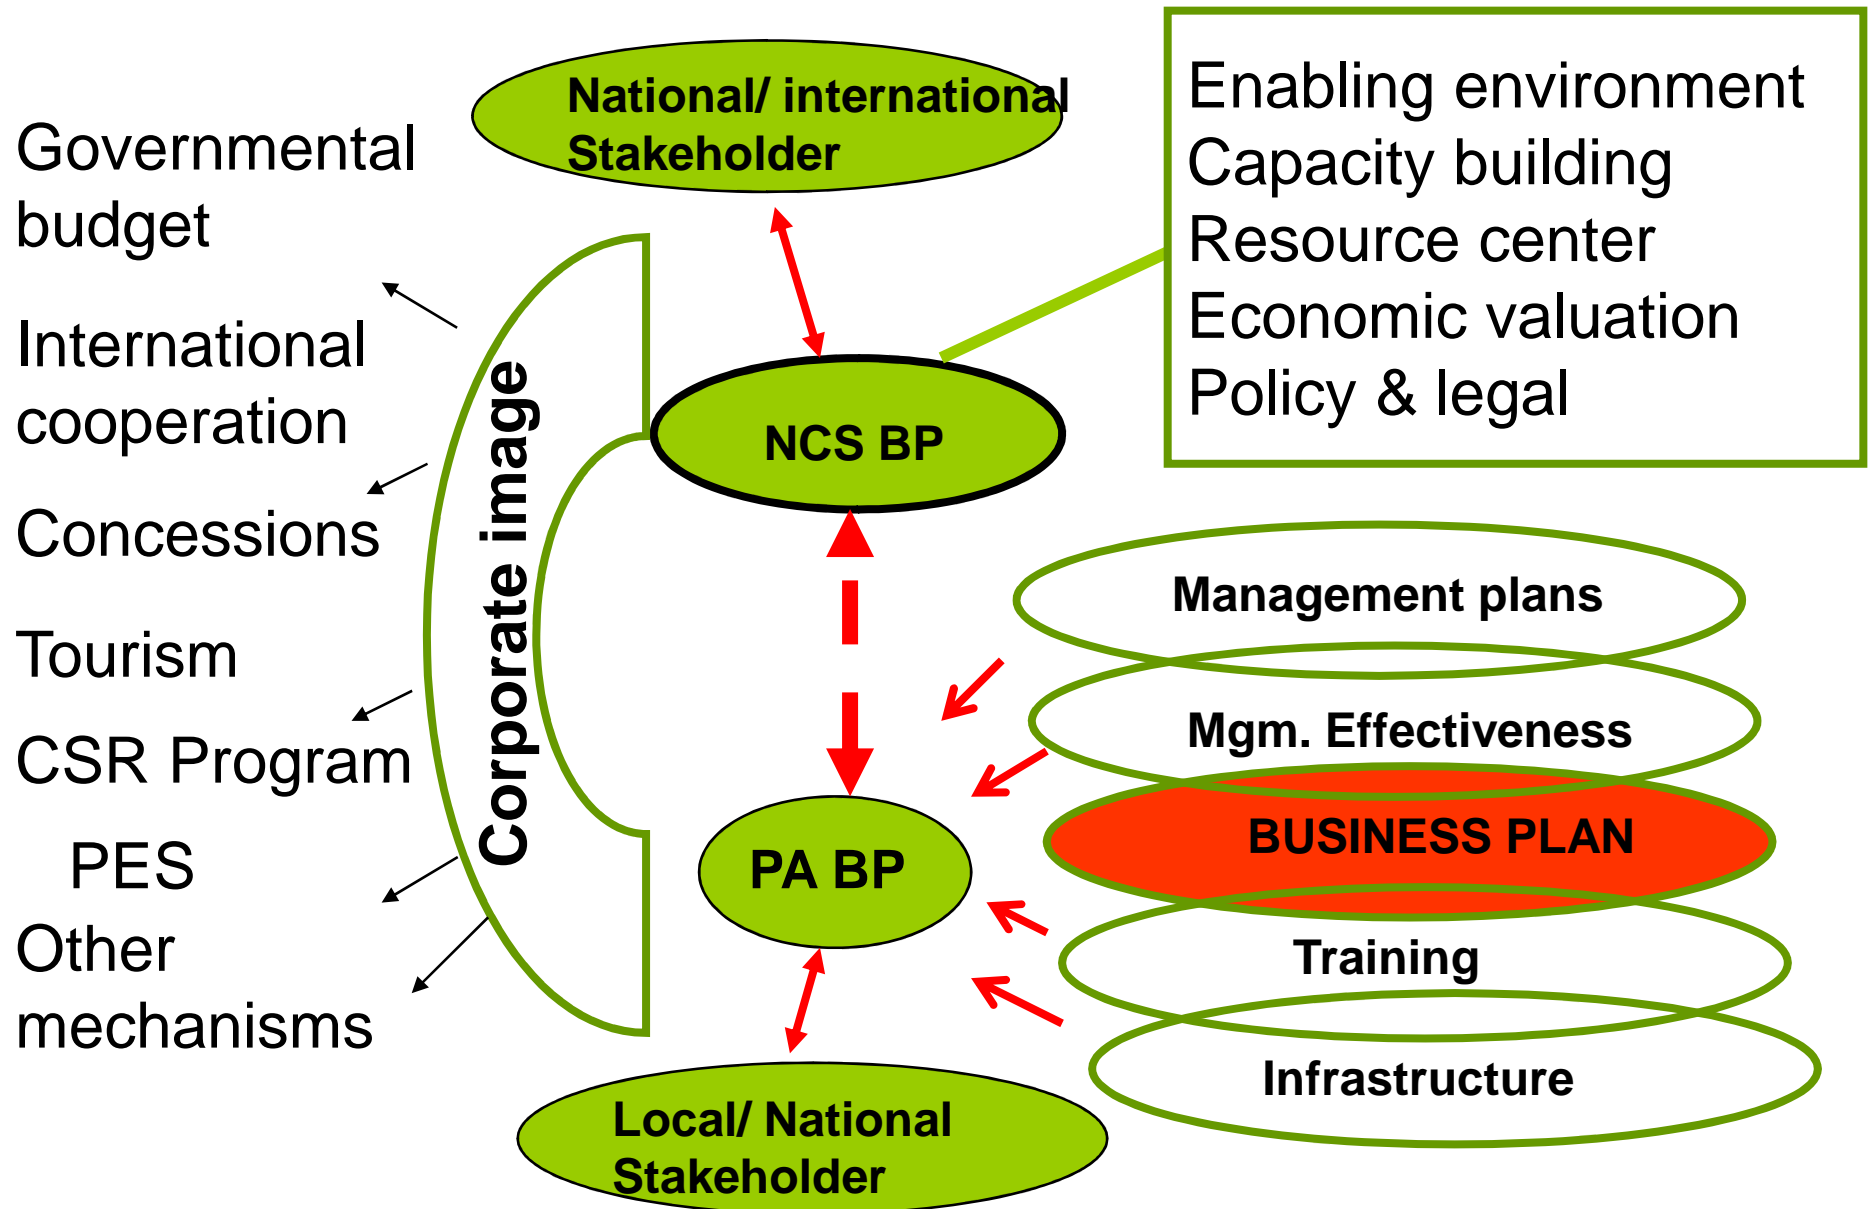 National/ international
Stakeholder
Enabling environment
Capacity building
Resource center
Economic valuation
Policy & legal
Governmental
budget
International
cooperation
Concessions
Tourism
CSR Program
PES
Other
mechanisms
Corporate image
NCS BP
PA BP
Management plans
Mgm. Effectiveness
BUSINESS PLAN
Training
Infrastructure
Local/ National
Stakeholder